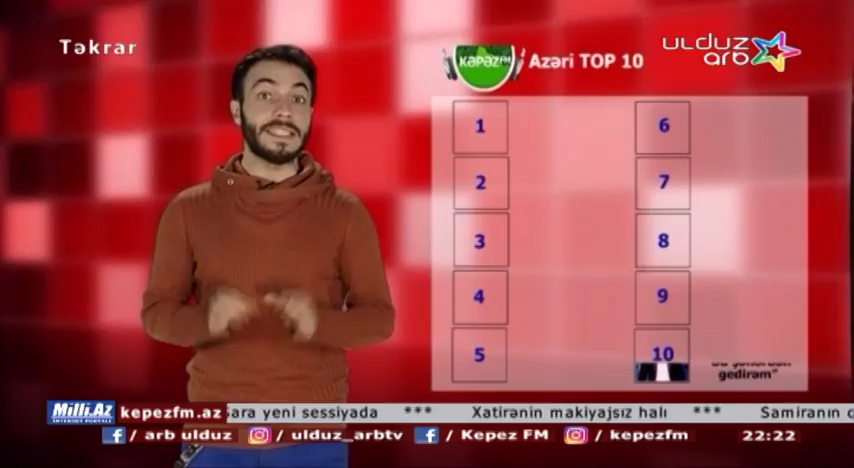 Təkrar
KəPəZ FM
Azəri TOP 10
ulduz
arb
1
2
3
4
5
6
7
8
9
10
gedirəm"
Milli.Az
INTERNET PORTALI
kepezfm.az
Sara yeni sessiyada *** Xatirənin makiyajsız halı *** Samiranın
/ arb ulduz / ulduz_arbtv / Kepez FM / kepezfm
22:22